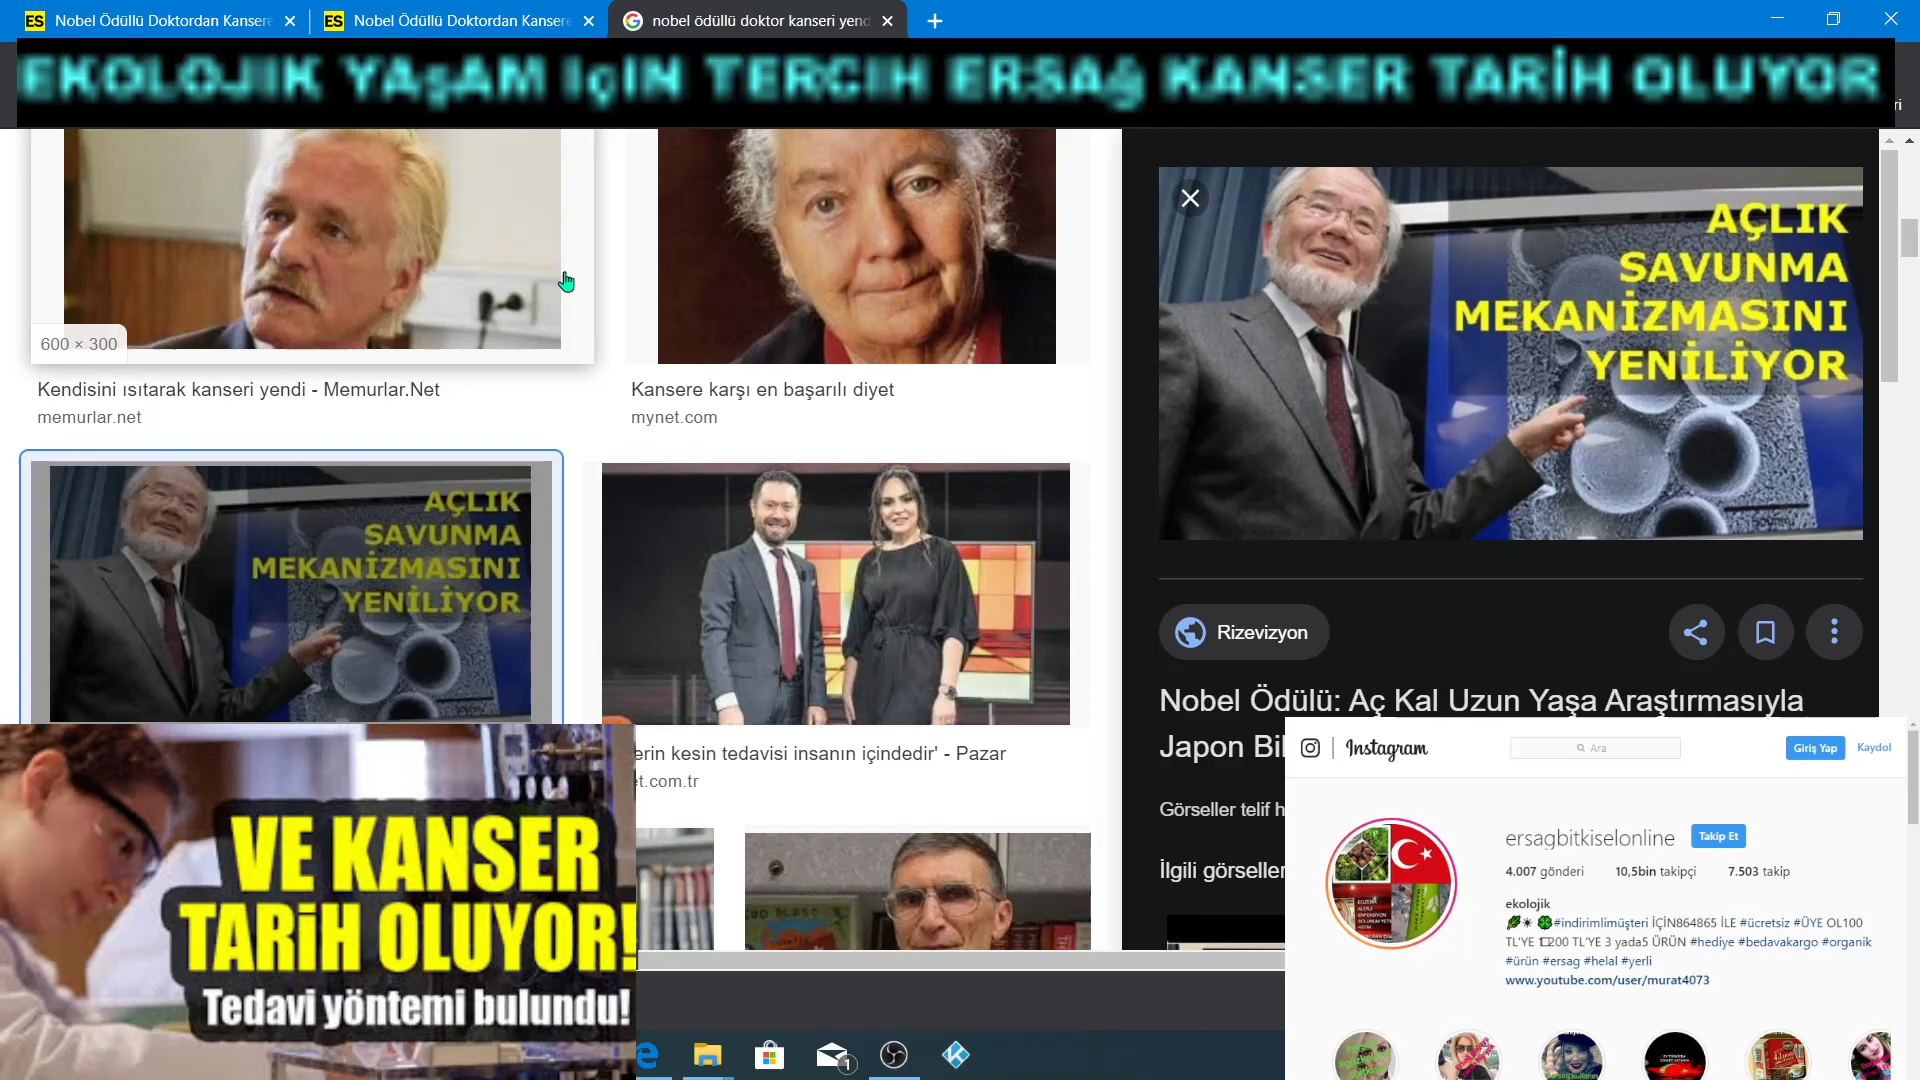 Nobel Ödüllü Doktordan Kansere
Nobel Ödüllü Doktordan Kansere
nobel ödüllü doktor kanseri yend
EKOLOJIK YAşAM IçIN TERCIH ERSAğ KANSER TARİH OLUYOR
ri
600 × 300
Kendisini ısıtarak kanseri yendi - Memurlar.Net
memurlar.net
Kansere karşı en başarılı diyet
mynet.com
AÇLIK
SAVUNMA
MEKANİZMASINI
YENİLİYOR
AÇLIK
SAVUNMA
MEKANİZMASINI
YENİLİYOR
erin kesin tedavisi insanın içindedir' - Pazar
t.com.tr
Rizevizyon
Nobel Ödülü: Aç Kal Uzun Yaşa Araştırmasıyla
Japon Bi
Görseller telif h
İlgili görseller
VE KANSER
TARİH OLUYOR!
Tedavi yöntemi bulundu!
Instagram
Ara
Giriş Yap
Kaydol
ersagbitkiselonline
Takip Et
4.007 gönderi 10,5bin takipçi 7.503 takip
ekolojik
#indirimlimüşteri İÇİN864865 İLE #ücretsiz #ÜYE OL100
TL'YE 1 200 TL'YE 3 yada5 ÜRÜN #hediye #bedavakargo #organik
#ürün #ersag #helal #yerli
www.youtube.com/user/murat4073
1